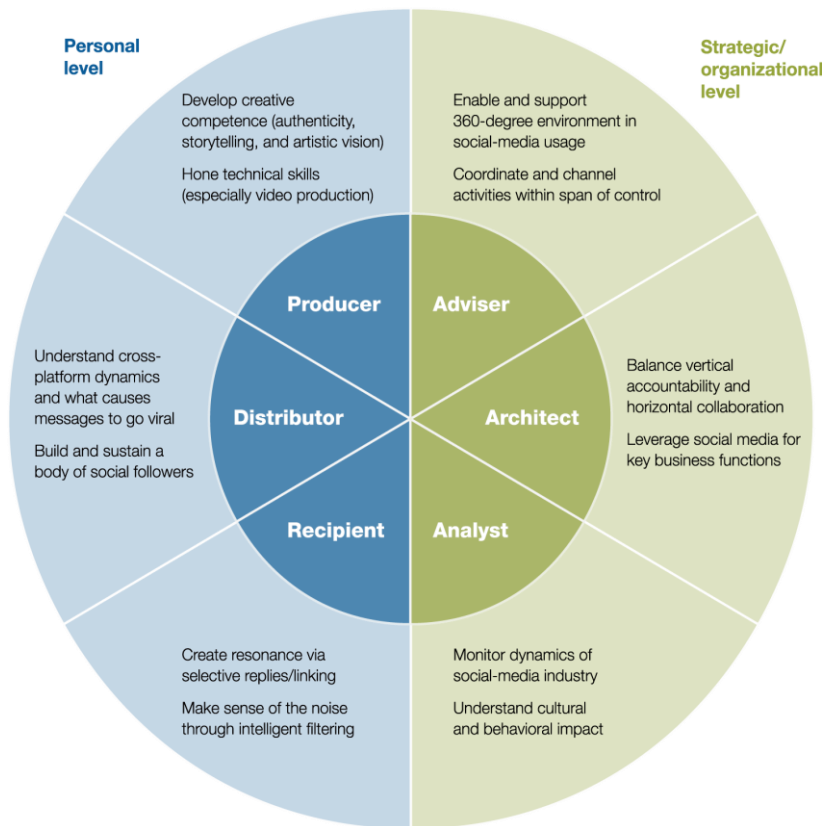 Personal
level
Strategic/
organizational
level
Develop creative
competence (authenticity,
storytelling, and artistic vision)
Hone technical skills
(especially video production)
Enable and support
360-degree environment in
social-media usage
Coordinate and channel
activities within span of control
Producer
Adviser
Understand cross-
platform dynamics
and what causes
messages to go viral
Build and sustain a
body of social followers
Distributor
Architect
Balance vertical
accountability and
horizontal collaboration
Leverage social media for
key business functions
Recipient
Analyst
Create resonance via
selective replies/linking
Make sense of the noise
through intelligent filtering
Monitor dynamics of
social-media industry
Understand cultural
and behavioral impact